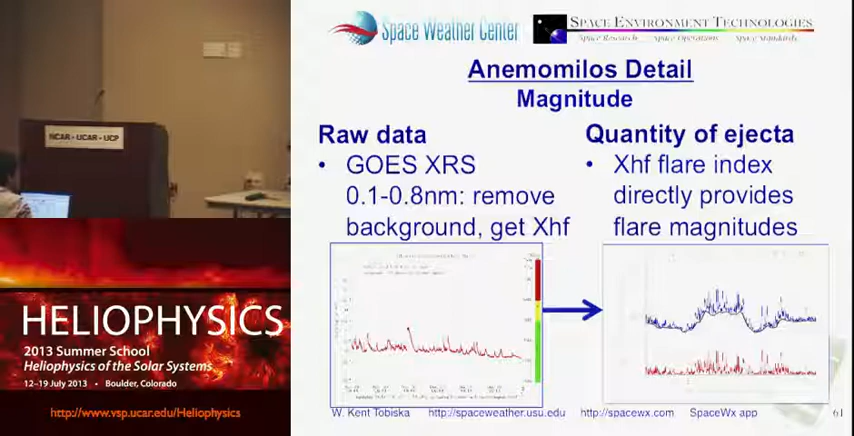 NCAR - UCAR - UCP
HELIOPHYSICS
2013 Summer School
Heliophysics of the Solar Systems
12–19 July 2013 • Boulder, Colorado
http://www.vsp.ucar.edu/Heliophysics
Space Weather Center
SPACE ENVIRONMENT TECHNOLOGIES
Space Research Space Operations Space Standards
Anemomilos Detail
Magnitude
Raw data
• GOES XRS
0.1-0.8nm: remove
background, get Xhf
Quantity of ejecta
• Xhf flare index
directly provides
flare magnitudes
W. Kent Tobiska http://spaceweather.usu.edu http://spacewx.com SpaceWx app 61